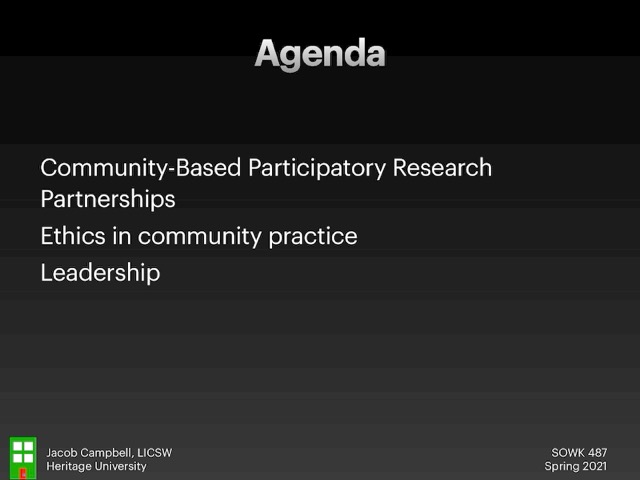 Agenda
Community-Based Participatory Research
Partnerships
Ethics in community practice
Leadership
Jacob Campbell, LICSW
Heritage University
SOWK 487
Spring 2021